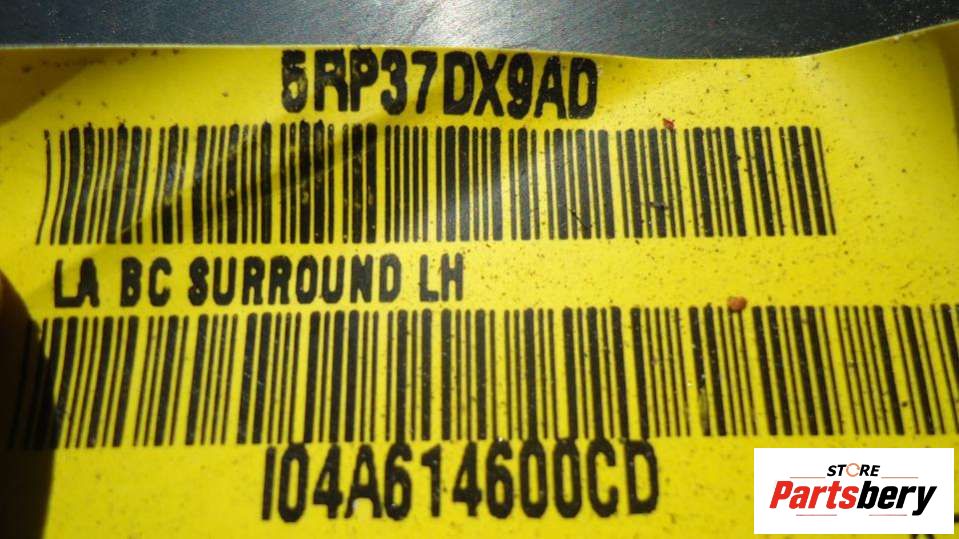 5RP37DX9AD
LA BC SURROUND LH
I04A614600CD
STORE
Partsbery